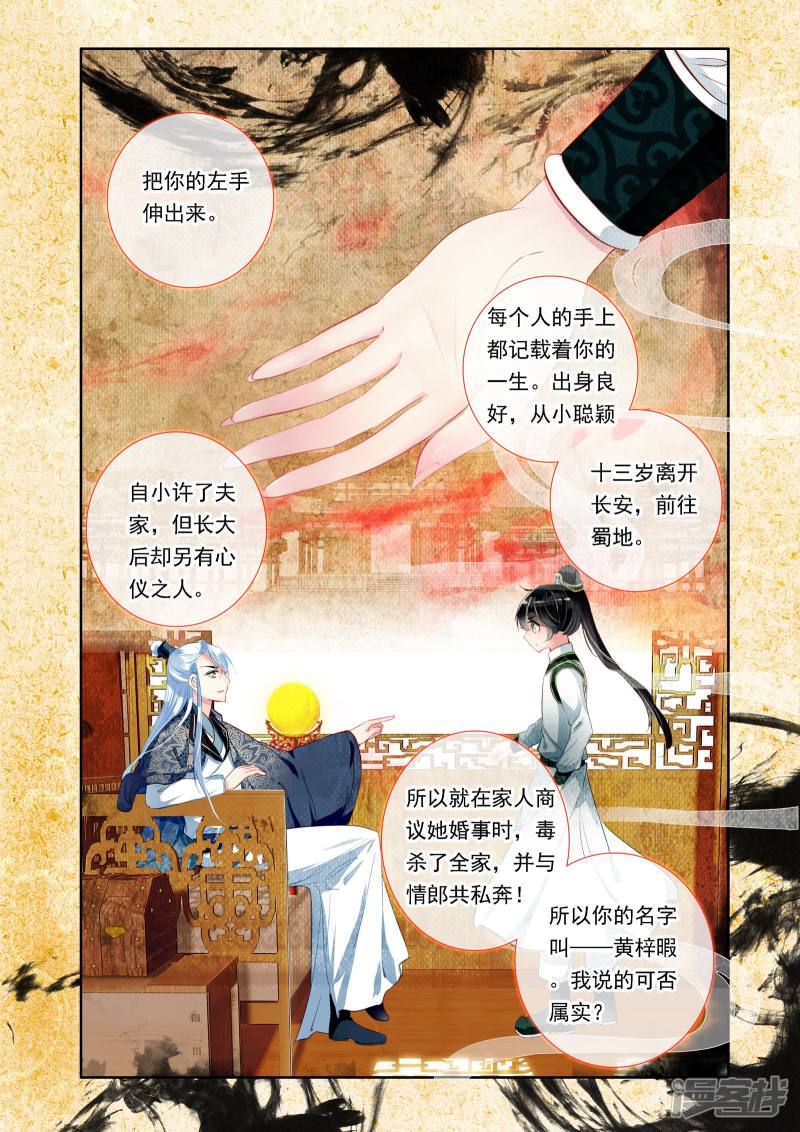 把你的左手
伸出来。
每个人的手上
都记载着你的
一生。出身良
好，从小聪颖
十三岁离开
长安，前往
蜀地。
自小许了夫
家，但长大
后却另有心
仪之人。
所以就在家人商
议她婚事时，毒
杀了全家，并与
情郎共私奔！
所以你的名字
叫——黄梓暇
。我说的可否
属实？
漫客栈